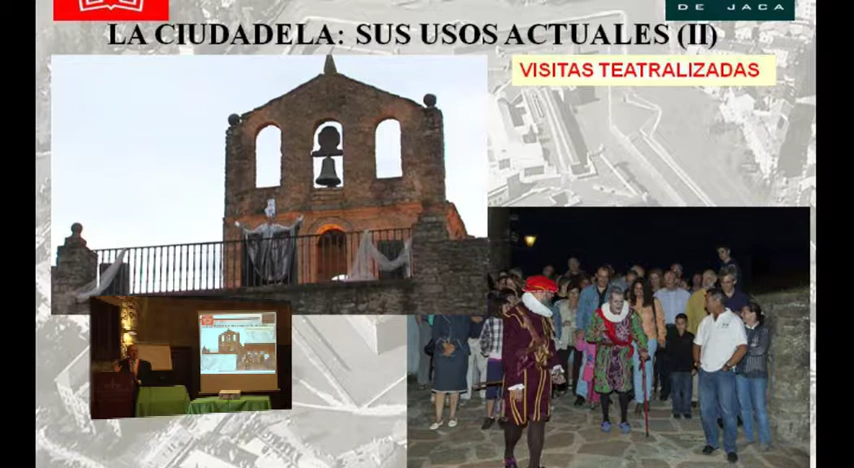 DE JACA
LA CIUDADELA: SUS USOS ACTUALES (II)
VISITAS TEATRALIZADAS